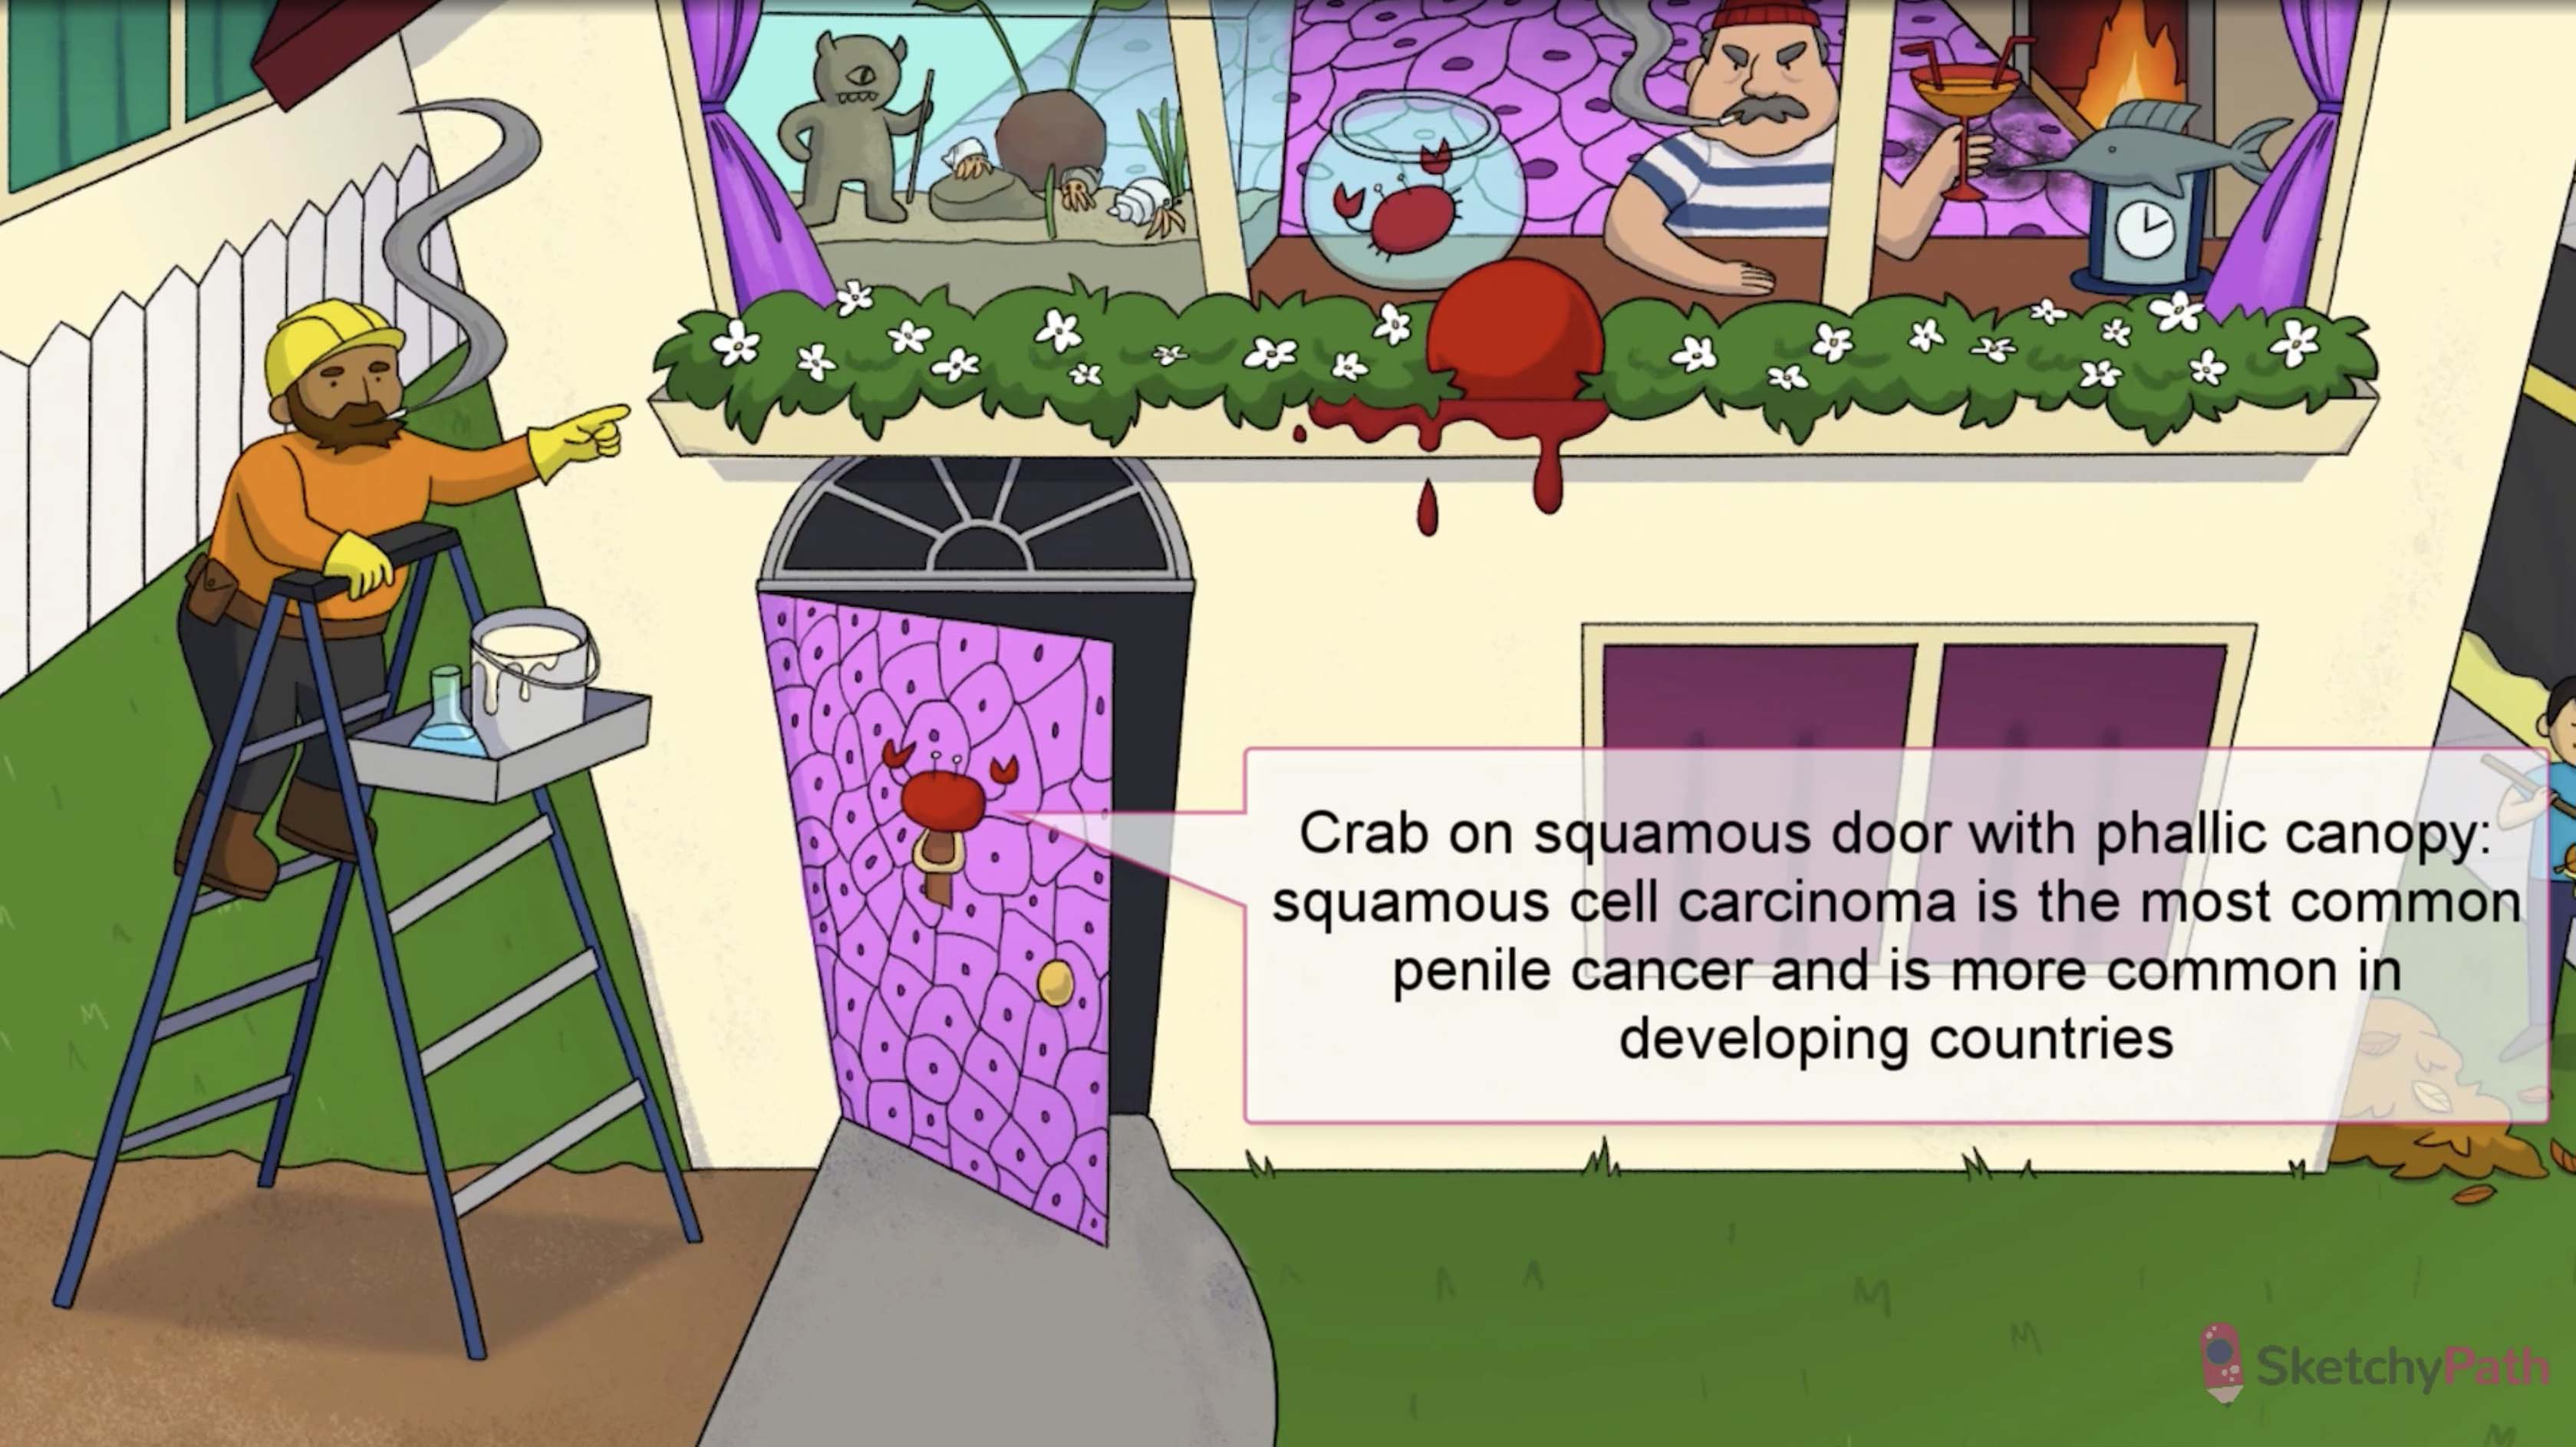 Crab on squamous door with phallic canopy:
squamous cell carcinoma is the most common
penile cancer and is more common in
developing countries
SketchyPath